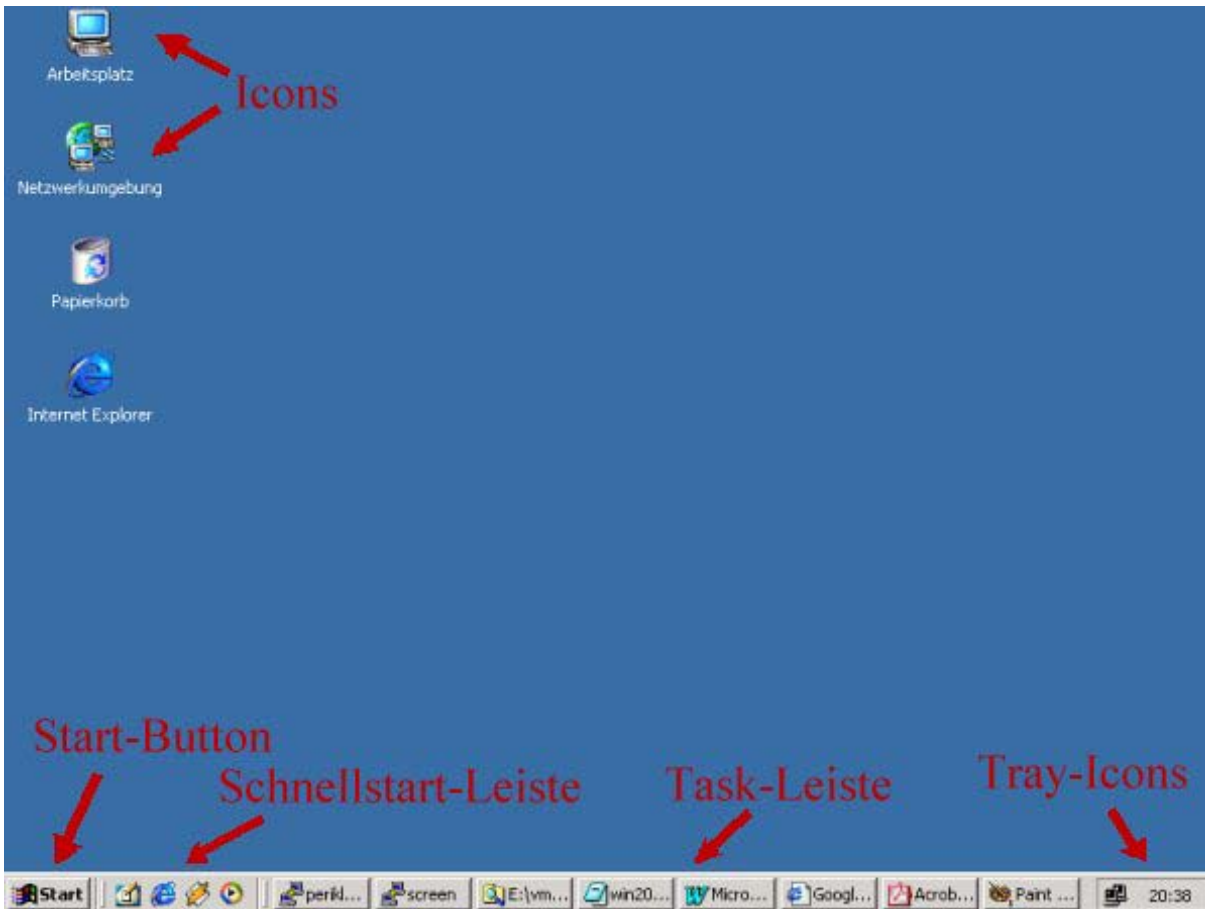 Arbeitsplatz
Icons
Netzwerkumgebung
Papierkorb
Internet Explorer
Start-Button
Schnellstart-Leiste
Task-Leiste
Tray-Icons
Start perikl... screen E:\vm... win20... Micro... Googl... Acrob... Paint ... 20:38